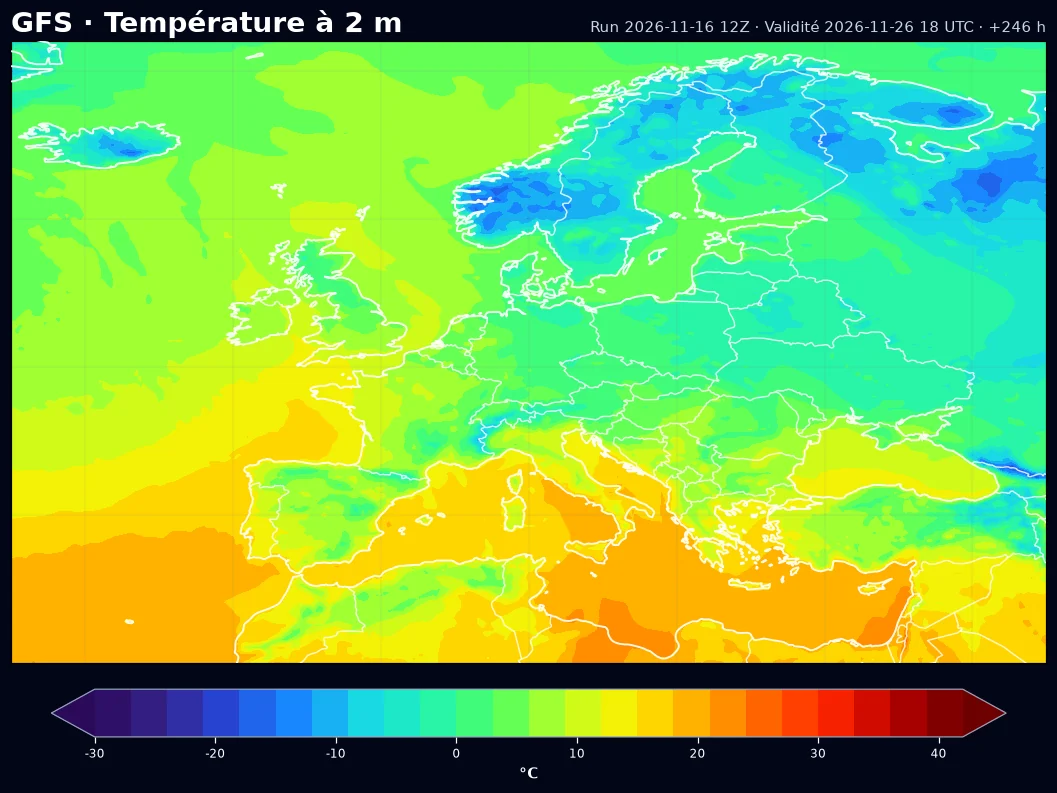 GFS · Température à 2 m
Run 2026-11-16 12Z · Validité 2026-11-26 18 UTC · +246 h
-30 -20 -10 0 10 20 30 40
°C